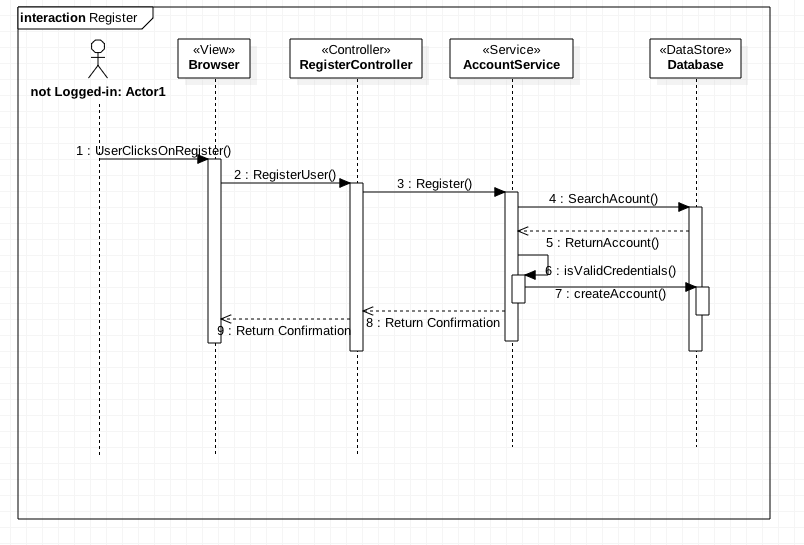 interaction Register
not Logged-in: Actor1
«View»
Browser
«Controller»
RegisterController
«Service»
AccountService
«DataStore»
Database
1 : UserClicksOnRegister()
2 : RegisterUser()
3 : Register()
4 : SearchAcount()
5 : ReturnAccount()
6 : isValidCredentials()
7 : createAccount()
8 : Return Confirmation
9 : Return Confirmation